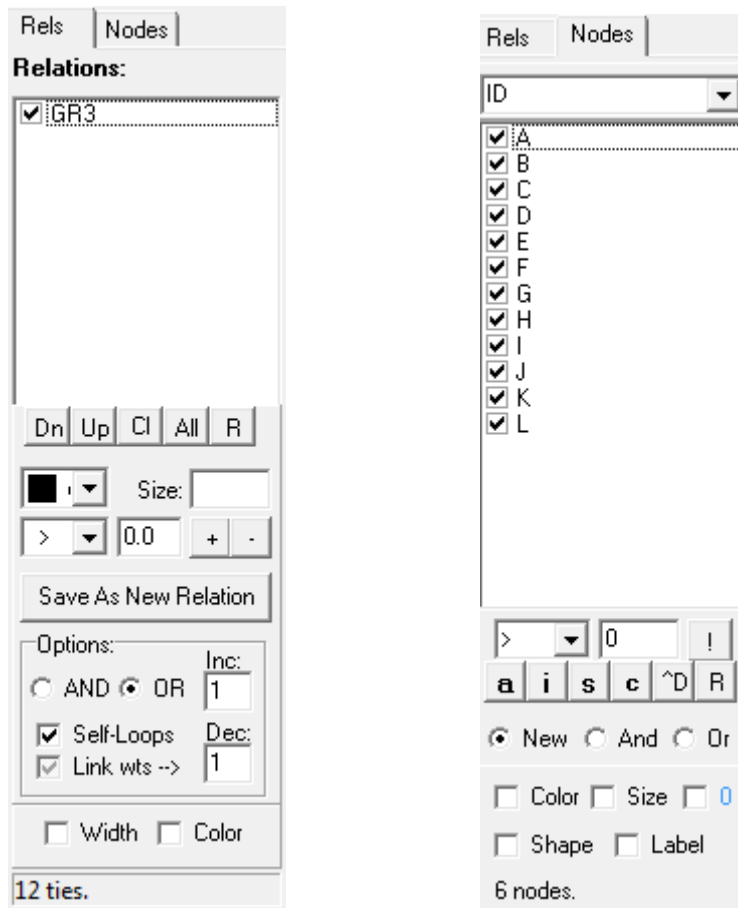 Rels Nodes
Relations:
GR3
Dn Up Cl All R
Size:
> 0.0 + -
Save As New Relation
Options:
Inc:
AND OR 1
Self-Loops Dec:
Link wts --> 1
Width Color
12 ties.
Rels Nodes
ID
A
B
C
D
E
F
G
H
I
J
K
L
> 0 !
a i s c ^D R
New And Or
Color Size 0
Shape Label
6 nodes.